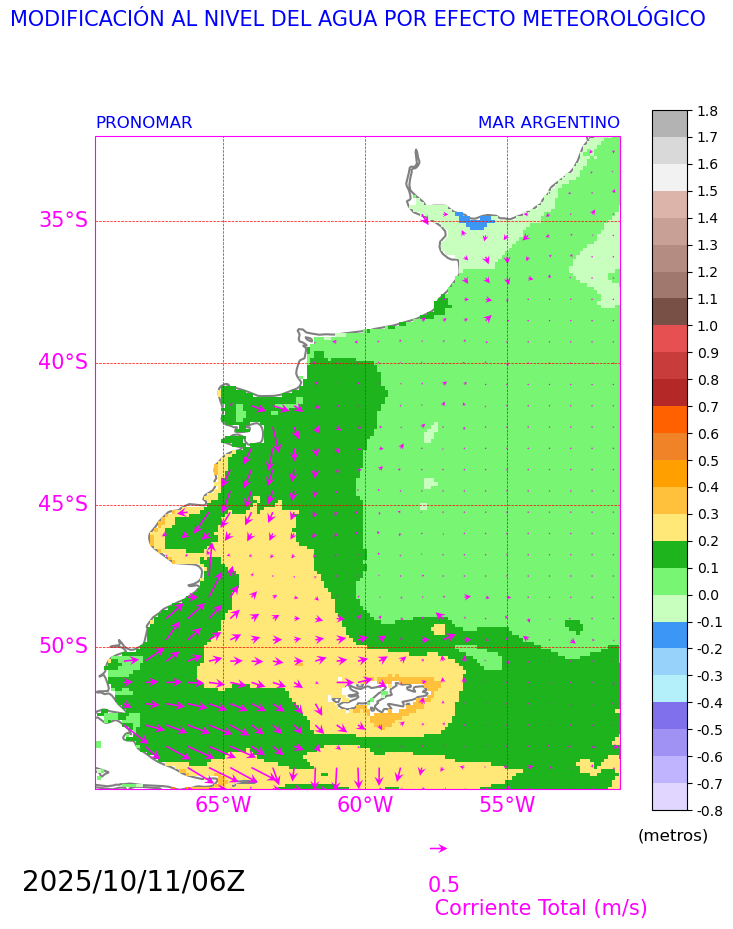 MODIFICACIÓN AL NIVEL DEL AGUA POR EFECTO METEOROLÓGICO
PRONOMAR MAR ARGENTINO
35°S
40°S
45°S
50°S
65°W 60°W 55°W
1.8
1.7
1.6
1.5
1.4
1.3
1.2
1.1
1.0
0.9
0.8
0.7
0.6
0.5
0.4
0.3
0.2
0.1
0.0
-0.1
-0.2
-0.3
-0.4
-0.5
-0.6
-0.7
-0.8
(metros)
2025/10/11/06Z
0.5
Corriente Total (m/s)